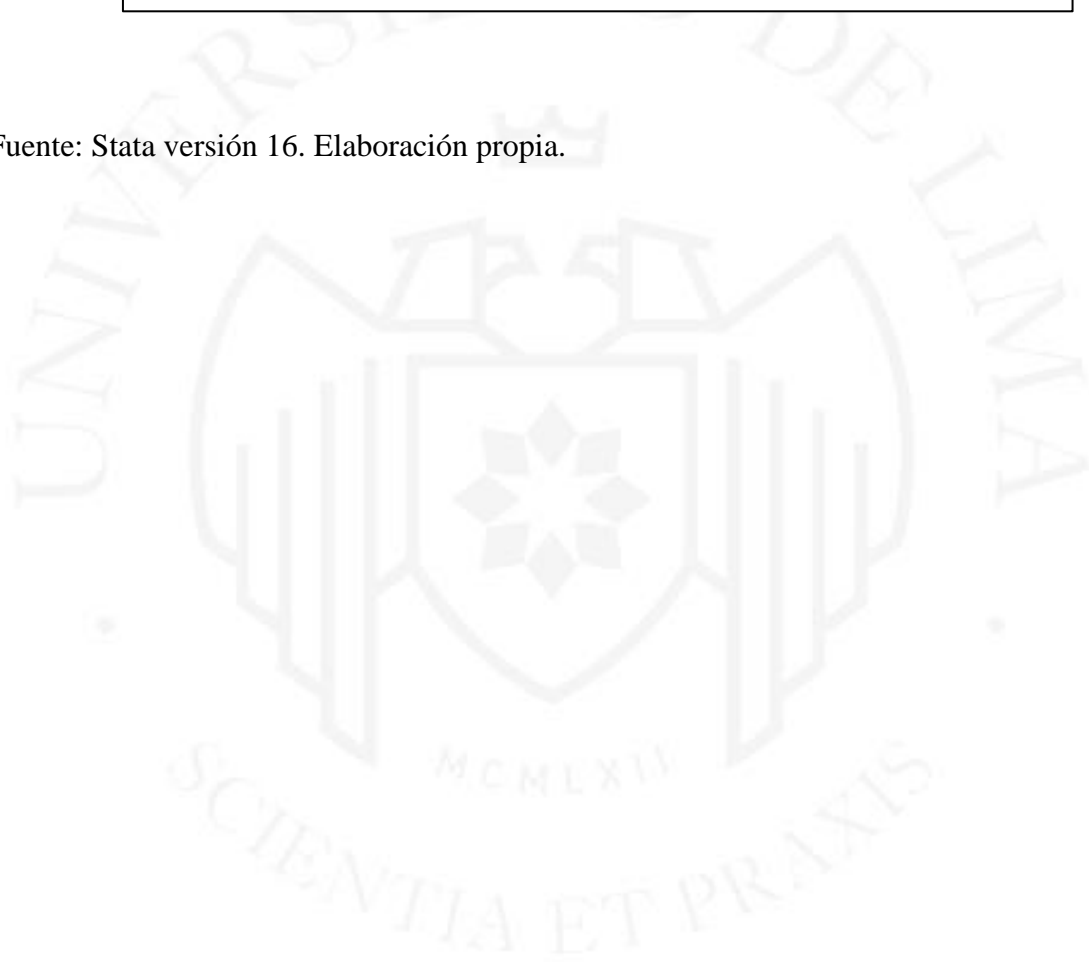 Fuente: Stata versión 16. Elaboración propia.
UNIVERSIDAD DE LIMA
MCMLXII
SCIENTIA ET PRAXIS